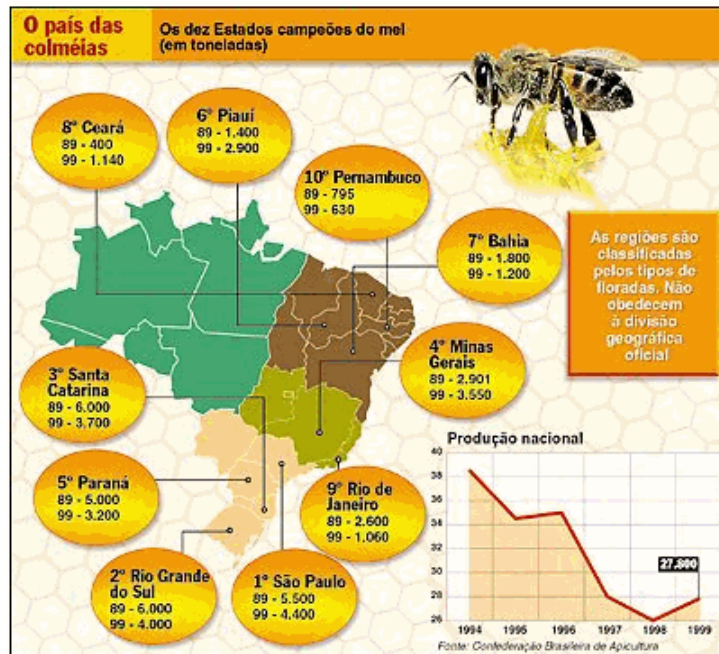 O país das
colméias
Os dez Estados campeões do mel
(em toneladas)
8º Ceará
89 - 400
99 - 1.140
6º Piauí
89 - 1,400
99 - 2.900
10º Pernambuco
89 - 795
99 - 630
7º Bahia
89 - 1.800
99 - 1.200
As regiões são
classificadas
pelos tipos de
floradas. Não
obedecem
à divisão
geográfica
oficial
4º Minas
Gerais
89 - 2.901
99 - 3.550
3º Santa
Catarina
89 - 6.000
99 - 3,700
5º Paraná
89 - 5.000
99 - 3.200
9º Rio de
Janeiro
89 - 2.600
99 - 1.060
2º Rio Grande
do Sul
89 - 6.000
99 - 4.000
1º São Paulo
89 - 5.500
99 - 4.400
Produção nacional
40
38
34
32
28
26
27,800
1994 1995 1996 1997 1998 1999
Fonte: Confederação Brasileira de Apicultura